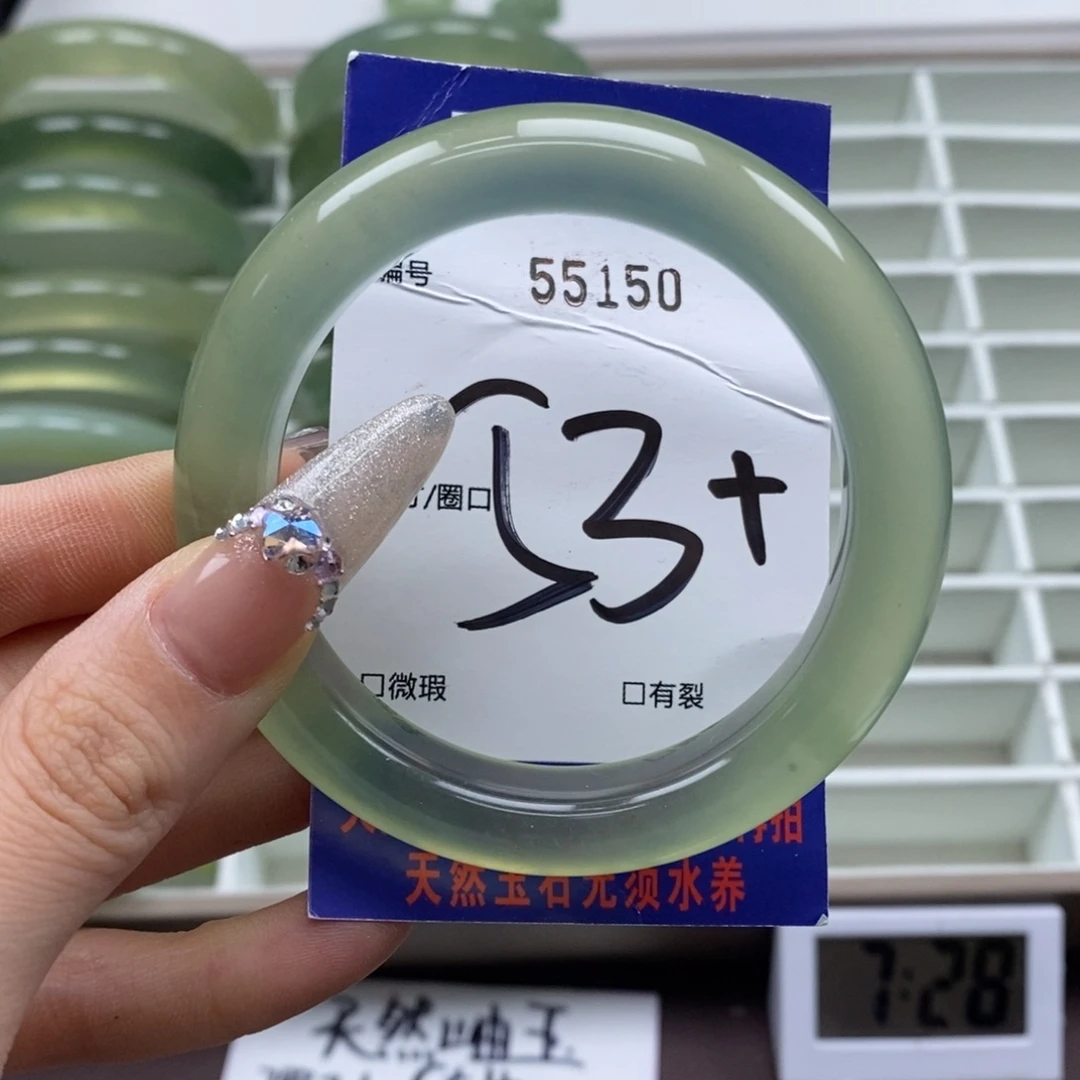 编号 55150
53+
寸/圈口
□微瑕 □有裂
天然玉石无须水养
7:28
天然岫玉